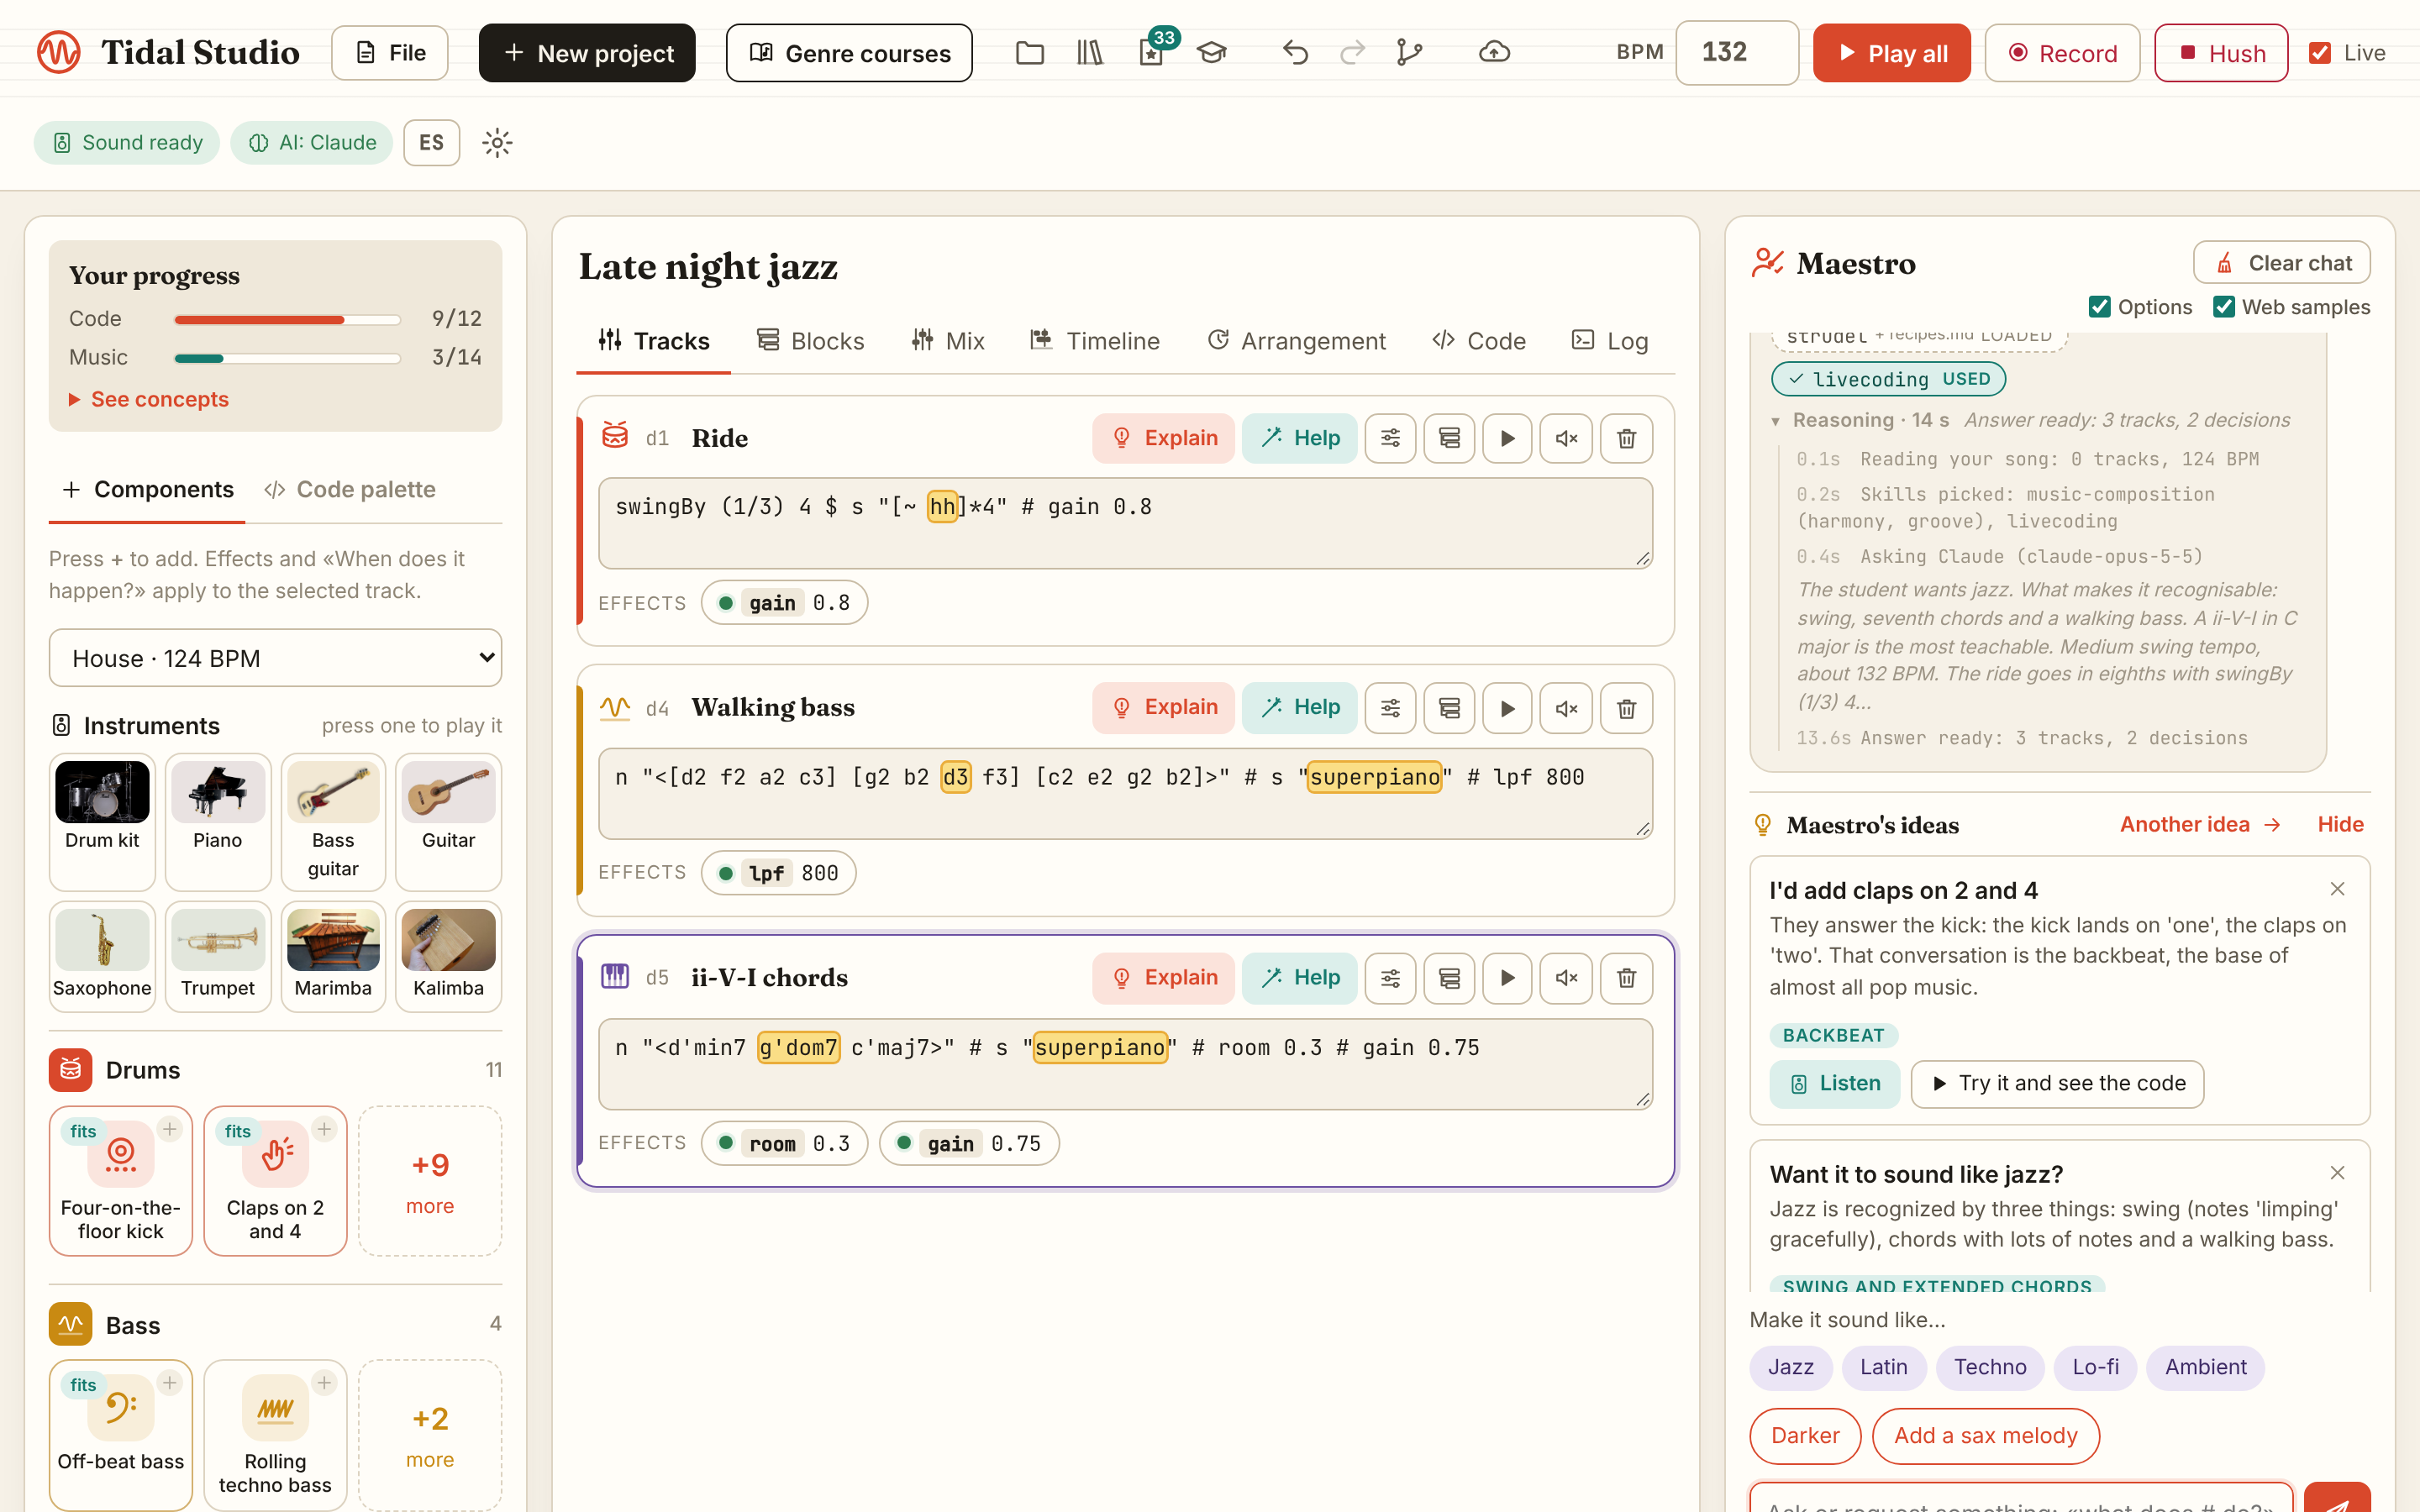 Tidal Studio
File
New project
Genre courses
33
BPM
132
Play all
Record
Hush
Live
Sound ready
AI: Claude
ES
Your progress
Code 9/12
Music 3/14
See concepts
Components
Code palette
Press + to add. Effects and «When does it
happen?» apply to the selected track.
House · 124 BPM
Instruments
press one to play it
Drum kit
Piano
Bass
guitar
Guitar
Saxophone
Trumpet
Marimba
Kalimba
Drums
11
fits
Four-on-the-
floor kick
fits
Claps on 2
and 4
+9
more
Bass
4
fits
Off-beat bass
Rolling
techno bass
+2
more
Late night jazz
Tracks
Blocks
Mix
Timeline
Arrangement
Code
Log
d1 Ride
Explain
Help
swingBy (1/3) 4 $ s "[~ hh]*4" # gain 0.8
EFFECTS gain 0.8
d4 Walking bass
Explain
Help
n "<[d2 f2 a2 c3] [g2 b2 d3 f3] [c2 e2 g2 b2]>" # s "superpiano" # lpf 800
EFFECTS lpf 800
d5 ii-V-I chords
Explain
Help
n "<d'min7 g'dom7 c'maj7>" # s "superpiano" # room 0.3 # gain 0.75
EFFECTS room 0.3 gain 0.75
Maestro
Clear chat
Options
Web samples
strudel + recipes.md LOADED
livecoding USED
Reasoning · 14 s Answer ready: 3 tracks, 2 decisions
0.1s Reading your song: 0 tracks, 124 BPM
0.2s Skills picked: music-composition
(harmony, groove), livecoding
0.4s Asking Claude (claude-opus-5-5)
The student wants jazz. What makes it recognisable:
swing, seventh chords and a walking bass. A ii-V-I in C
major is the most teachable. Medium swing tempo,
about 132 BPM. The ride goes in eighths with swingBy
(1/3) 4…
13.6s Answer ready: 3 tracks, 2 decisions
Maestro's ideas
Another idea →
Hide
I'd add claps on 2 and 4
They answer the kick: the kick lands on 'one', the claps on
'two'. That conversation is the backbeat, the base of
almost all pop music.
BACKBEAT
Listen
Try it and see the code
Want it to sound like jazz?
Jazz is recognized by three things: swing (notes 'limping'
gracefully), chords with lots of notes and a walking bass.
SWING AND EXTENDED CHORDS
Make it sound like…
Jazz
Latin
Techno
Lo-fi
Ambient
Darker
Add a sax melody
Ask or request something: «what does # do?»